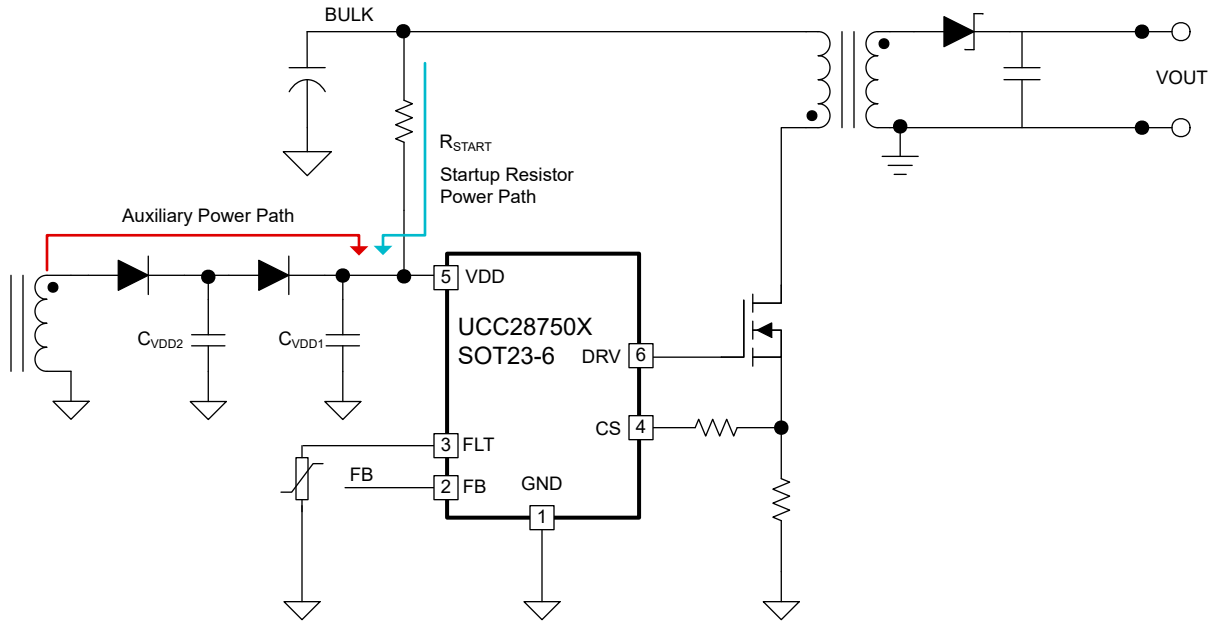 BULK
VOUT
RSTART
Startup Resistor
Power Path
Auxiliary Power Path
5 VDD
UCC28750X
SOT23-6
CVDD2
CVDD1
DRV 6
CS 4
3 FLT
FB
2 FB
GND
1